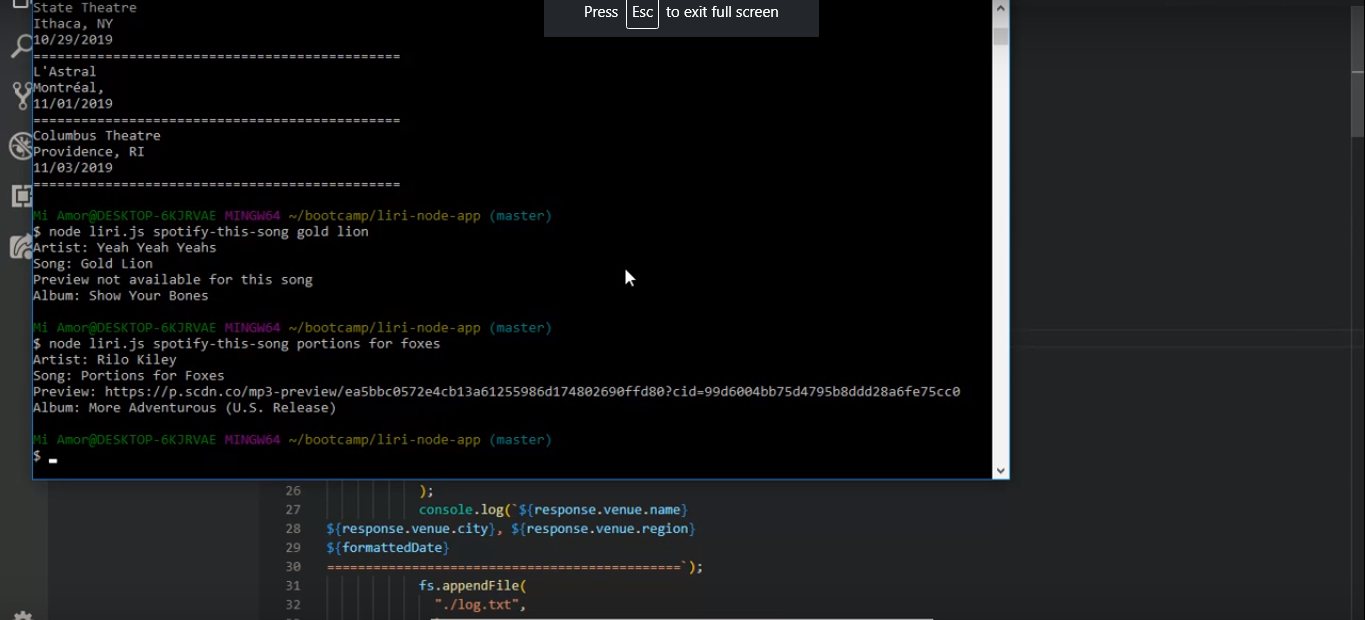 Press Esc to exit full screen
State Theatre
Ithaca, NY
10/29/2019
==============================================
L'Astral
Montréal,
11/01/2019
==============================================
Columbus Theatre
Providence, RI
11/03/2019
==============================================
Mi Amor@DESKTOP-6KJRVAE MINGW64 ~/bootcamp/liri-node-app (master)
$ node liri.js spotify-this-song gold lion
Artist: Yeah Yeah Yeahs
Song: Gold Lion
Preview not available for this song
Album: Show Your Bones
Mi Amor@DESKTOP-6KJRVAE MINGW64 ~/bootcamp/liri-node-app (master)
$ node liri.js spotify-this-song portions for foxes
Artist: Rilo Kiley
Song: Portions for Foxes
Preview: https://p.scdn.co/mp3-preview/ea5bbc0572e4cb13a61255986d174802690ffd80?cid=99d6004bb75d4795b8ddd28a6fe75cc0
Album: More Adventurous (U.S. Release)
Mi Amor@DESKTOP-6KJRVAE MINGW64 ~/bootcamp/liri-node-app (master)
$
26 );
27 console.log(`${response.venue.name}
28 ${response.venue.city}, ${response.venue.region}
29 ${formattedDate}
30 ==============================================`);
31 fs.appendFile(
32 "./log.txt",